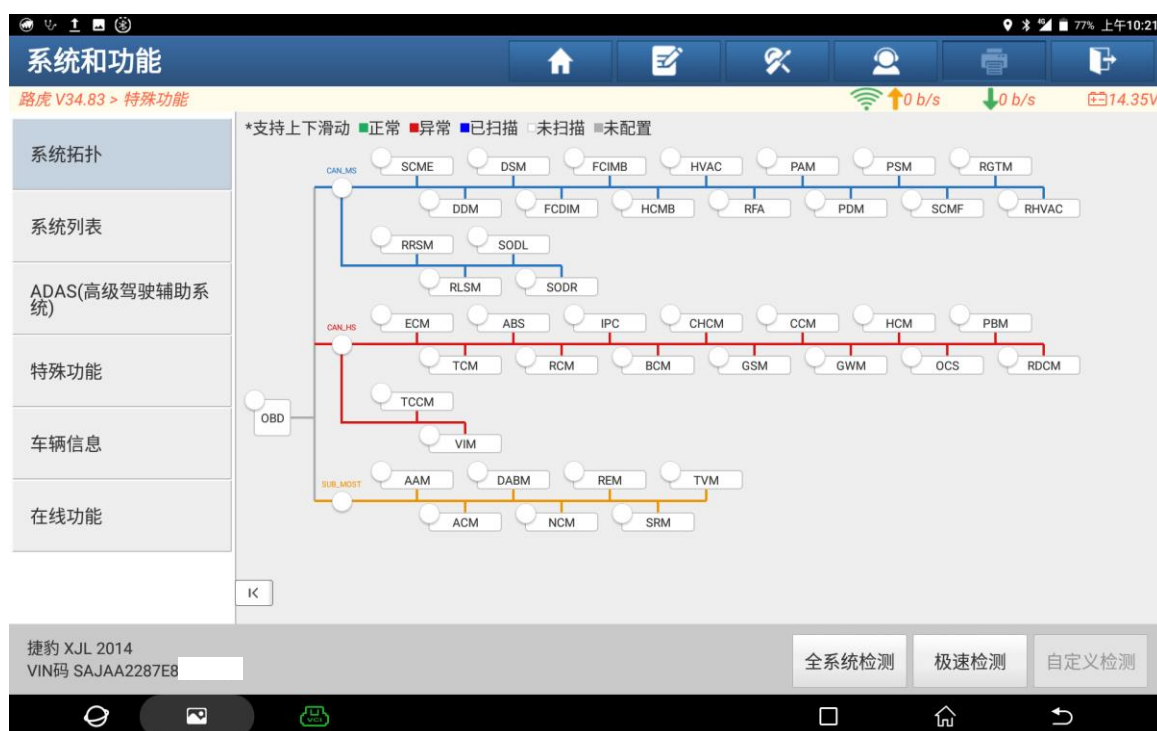 4G 77% 上午10:21
系统和功能
路虎 V34.83 > 特殊功能 0 b/s 0 b/s 14.35V
系统拓扑
系统列表
ADAS(高级驾驶辅助系
统)
特殊功能
车辆信息
在线功能
*支持上下滑动 正常 异常 已扫描 未扫描 未配置
CAN_MS SCME DSM FCIMB HVAC PAM PSM RGTM
DDM FCDIM HCMB RFA PDM SCMF RHVAC
RRSM SODL
RLSM SODR
CAN_HS ECM ABS IPC CHCM CCM HCM PBM
TCM RCM BCM GSM GWM OCS RDCM
TCCM
OBD
VIM
SUB_MOST AAM DABM REM TVM
ACM NCM SRM
捷豹 XJL 2014
VIN码 SAJAA2287E8
全系统检测 极速检测 自定义检测
VCI